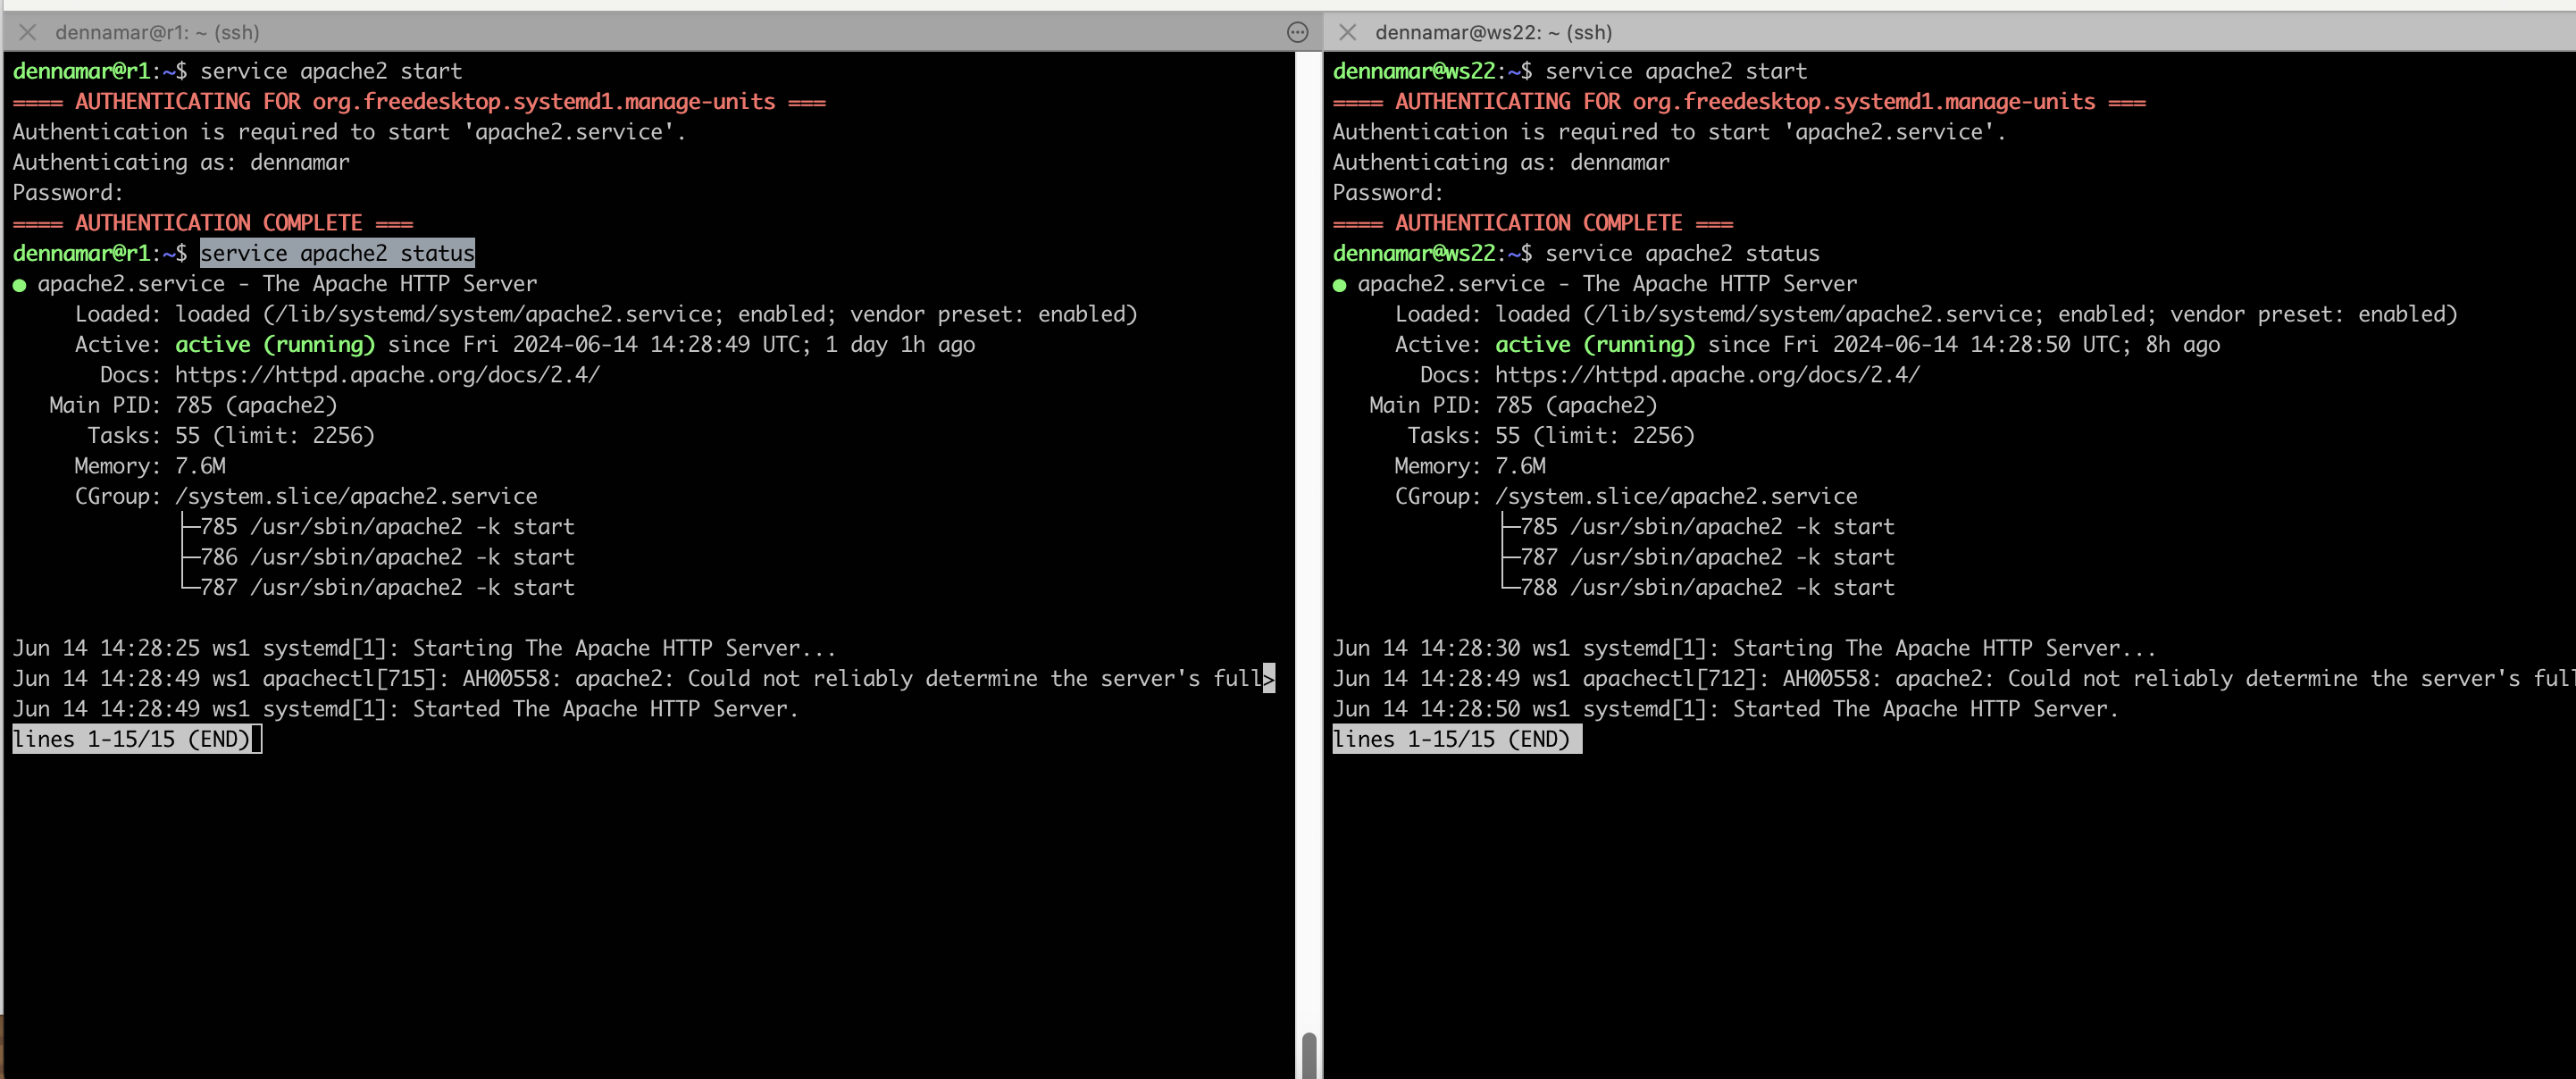 dennamar@r1: ~ (ssh)
dennamar@r1:~$ service apache2 start
==== AUTHENTICATING FOR org.freedesktop.systemd1.manage-units ===
Authentication is required to start 'apache2.service'.
Authenticating as: dennamar
Password:
==== AUTHENTICATION COMPLETE ===
dennamar@r1:~$ service apache2 status
● apache2.service - The Apache HTTP Server
Loaded: loaded (/lib/systemd/system/apache2.service; enabled; vendor preset: enabled)
Active: active (running) since Fri 2024-06-14 14:28:49 UTC; 1 day 1h ago
Docs: https://httpd.apache.org/docs/2.4/
Main PID: 785 (apache2)
Tasks: 55 (limit: 2256)
Memory: 7.6M
CGroup: /system.slice/apache2.service
├─785 /usr/sbin/apache2 -k start
├─786 /usr/sbin/apache2 -k start
└─787 /usr/sbin/apache2 -k start
Jun 14 14:28:25 ws1 systemd[1]: Starting The Apache HTTP Server...
Jun 14 14:28:49 ws1 apachectl[715]: AH00558: apache2: Could not reliably determine the server's full>
Jun 14 14:28:49 ws1 systemd[1]: Started The Apache HTTP Server.
lines 1-15/15 (END)
dennamar@ws22: ~ (ssh)
dennamar@ws22:~$ service apache2 start
==== AUTHENTICATING FOR org.freedesktop.systemd1.manage-units ===
Authentication is required to start 'apache2.service'.
Authenticating as: dennamar
Password:
==== AUTHENTICATION COMPLETE ===
dennamar@ws22:~$ service apache2 status
● apache2.service - The Apache HTTP Server
Loaded: loaded (/lib/systemd/system/apache2.service; enabled; vendor preset: enabled)
Active: active (running) since Fri 2024-06-14 14:28:50 UTC; 8h ago
Docs: https://httpd.apache.org/docs/2.4/
Main PID: 785 (apache2)
Tasks: 55 (limit: 2256)
Memory: 7.6M
CGroup: /system.slice/apache2.service
├─785 /usr/sbin/apache2 -k start
├─787 /usr/sbin/apache2 -k start
└─788 /usr/sbin/apache2 -k start
Jun 14 14:28:30 ws1 systemd[1]: Starting The Apache HTTP Server...
Jun 14 14:28:49 ws1 apachectl[712]: AH00558: apache2: Could not reliably determine the server's full
Jun 14 14:28:50 ws1 systemd[1]: Started The Apache HTTP Server.
lines 1-15/15 (END)